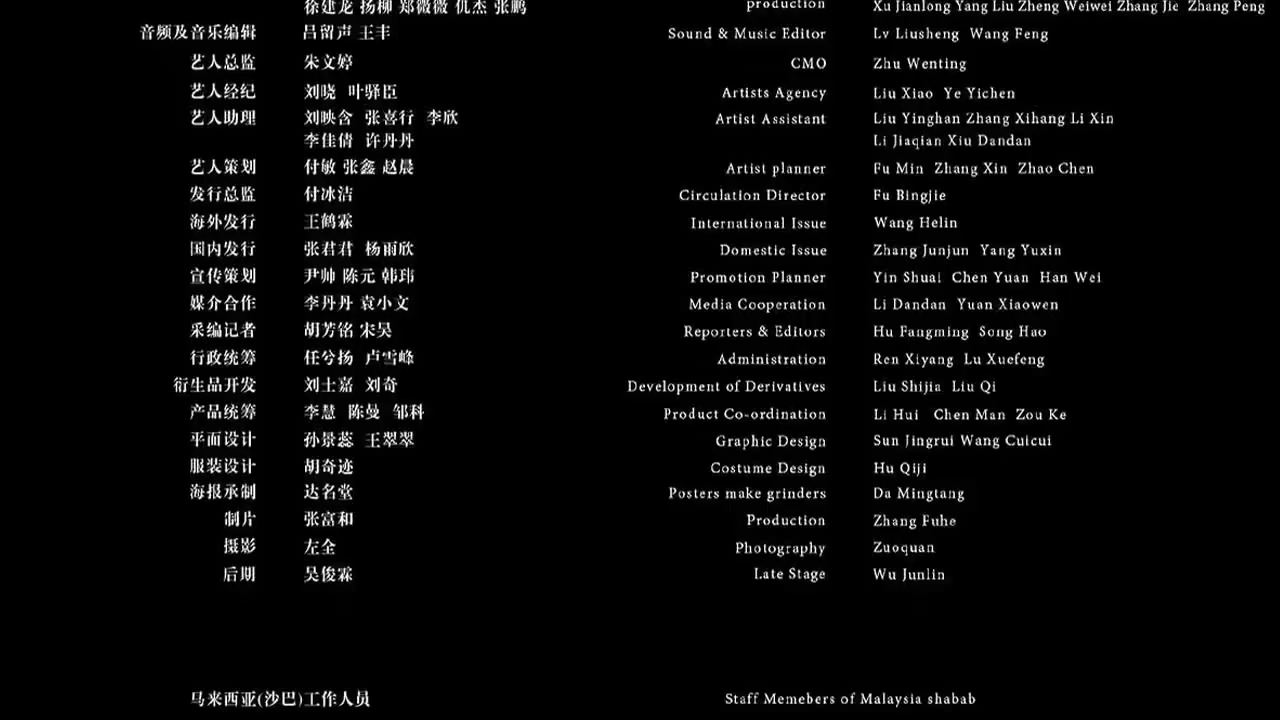 徐建龙 扬柳 郑薇薇 仉杰 张鹏 production Xu Jianlong Yang Liu Zheng Weiwei Zhang Jie Zhang Peng
音频及音乐编辑 吕留声 王丰 Sound & Music Editor Lv Liusheng Wang Feng
艺人总监 朱文婷 CMO Zhu Wenting
艺人经纪 刘晓 叶驿臣 Artists Agency Liu Xiao Ye Yichen
艺人助理 刘映含 张喜行 李欣 Artist Assistant Liu Yinghan Zhang Xihang Li Xin
李佳倩 许丹丹 Li Jiaqian Xiu Dandan
艺人策划 付敏 张鑫 赵晨 Artist planner Fu Min Zhang Xin Zhao Chen
发行总监 付冰洁 Circulation Director Fu Bingjie
海外发行 王鹤霖 International Issue Wang Helin
国内发行 张君君 杨雨欣 Domestic Issue Zhang Junjun Yang Yuxin
宣传策划 尹帅 陈元 韩玮 Promotion Planner Yin Shuai Chen Yuan Han Wei
媒介合作 李丹丹 袁小文 Media Cooperation Li Dandan Yuan Xiaowen
采编记者 胡芳铭 宋昊 Reporters & Editors Hu Fangming Song Hao
行政统筹 任兮扬 卢雪峰 Administration Ren Xiyang Lu Xuefeng
衍生品开发 刘士嘉 刘奇 Development of Derivatives Liu Shijia Liu Qi
产品统筹 李慧 陈曼 邹科 Product Co-ordination Li Hui Chen Man Zou Ke
平面设计 孙景蕊 王翠翠 Graphic Design Sun Jingrui Wang Cuicui
服装设计 胡奇迹 Costume Design Hu Qiji
海报承制 达名堂 Posters make grinders Da Mingtang
制片 张富和 Production Zhang Fuhe
摄影 左全 Photography Zuoquan
后期 吴俊霖 Late Stage Wu Junlin
马来西亚(沙巴)工作人员 Staff Memebers of Malaysia shabab